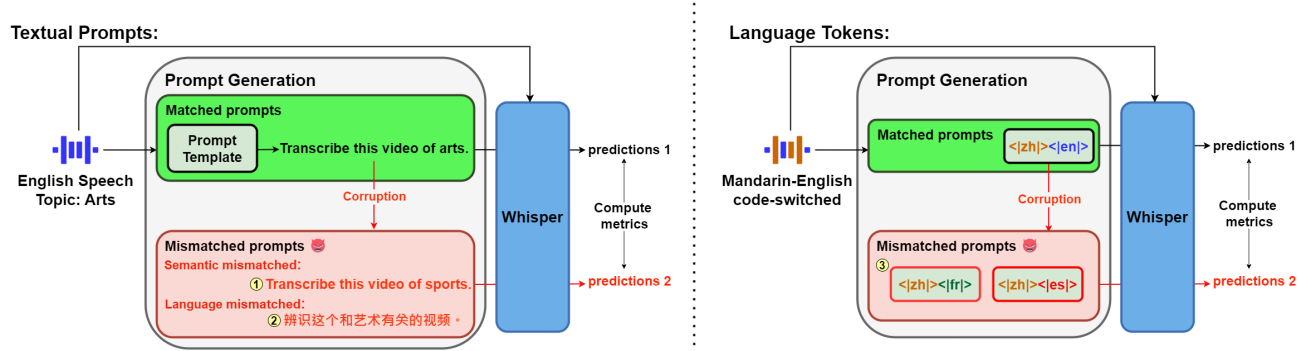 Textual Prompts:
Prompt Generation
Matched prompts
Prompt
Template
Transcribe this video of arts.
English Speech
Topic: Arts
Corruption
Mismatched prompts
Semantic mismatched:
1 Transcribe this video of sports.
Language mismatched:
2 辨识这个和艺术有关的视频。
Whisper
predictions 1
Compute
metrics
predictions 2
Language Tokens:
Prompt Generation
Matched prompts
<|zh|><|en|>
Mandarin-English
code-switched
Corruption
Mismatched prompts
3
<|zh|><|fr|>
<|zh|><|es|>
Whisper
predictions 1
Compute
metrics
predictions 2